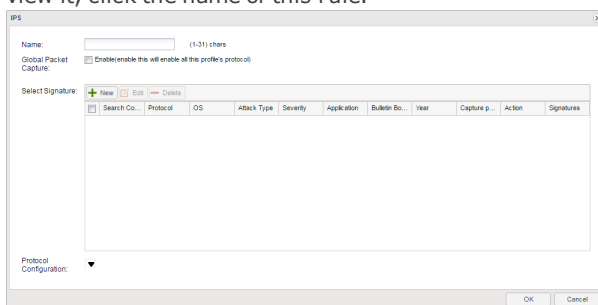 view it, click the name of this rule.
IPS
Name: (1-31) chars
Global Packet Capture: Enable(enable this will enable all this profile's protocol)
Select Signature: New Edit Delete
Search Co... Protocol OS Attack Type Severity Application Bulletin Bo... Year Capture p... Action Signatures
Protocol Configuration:
OK Cancel